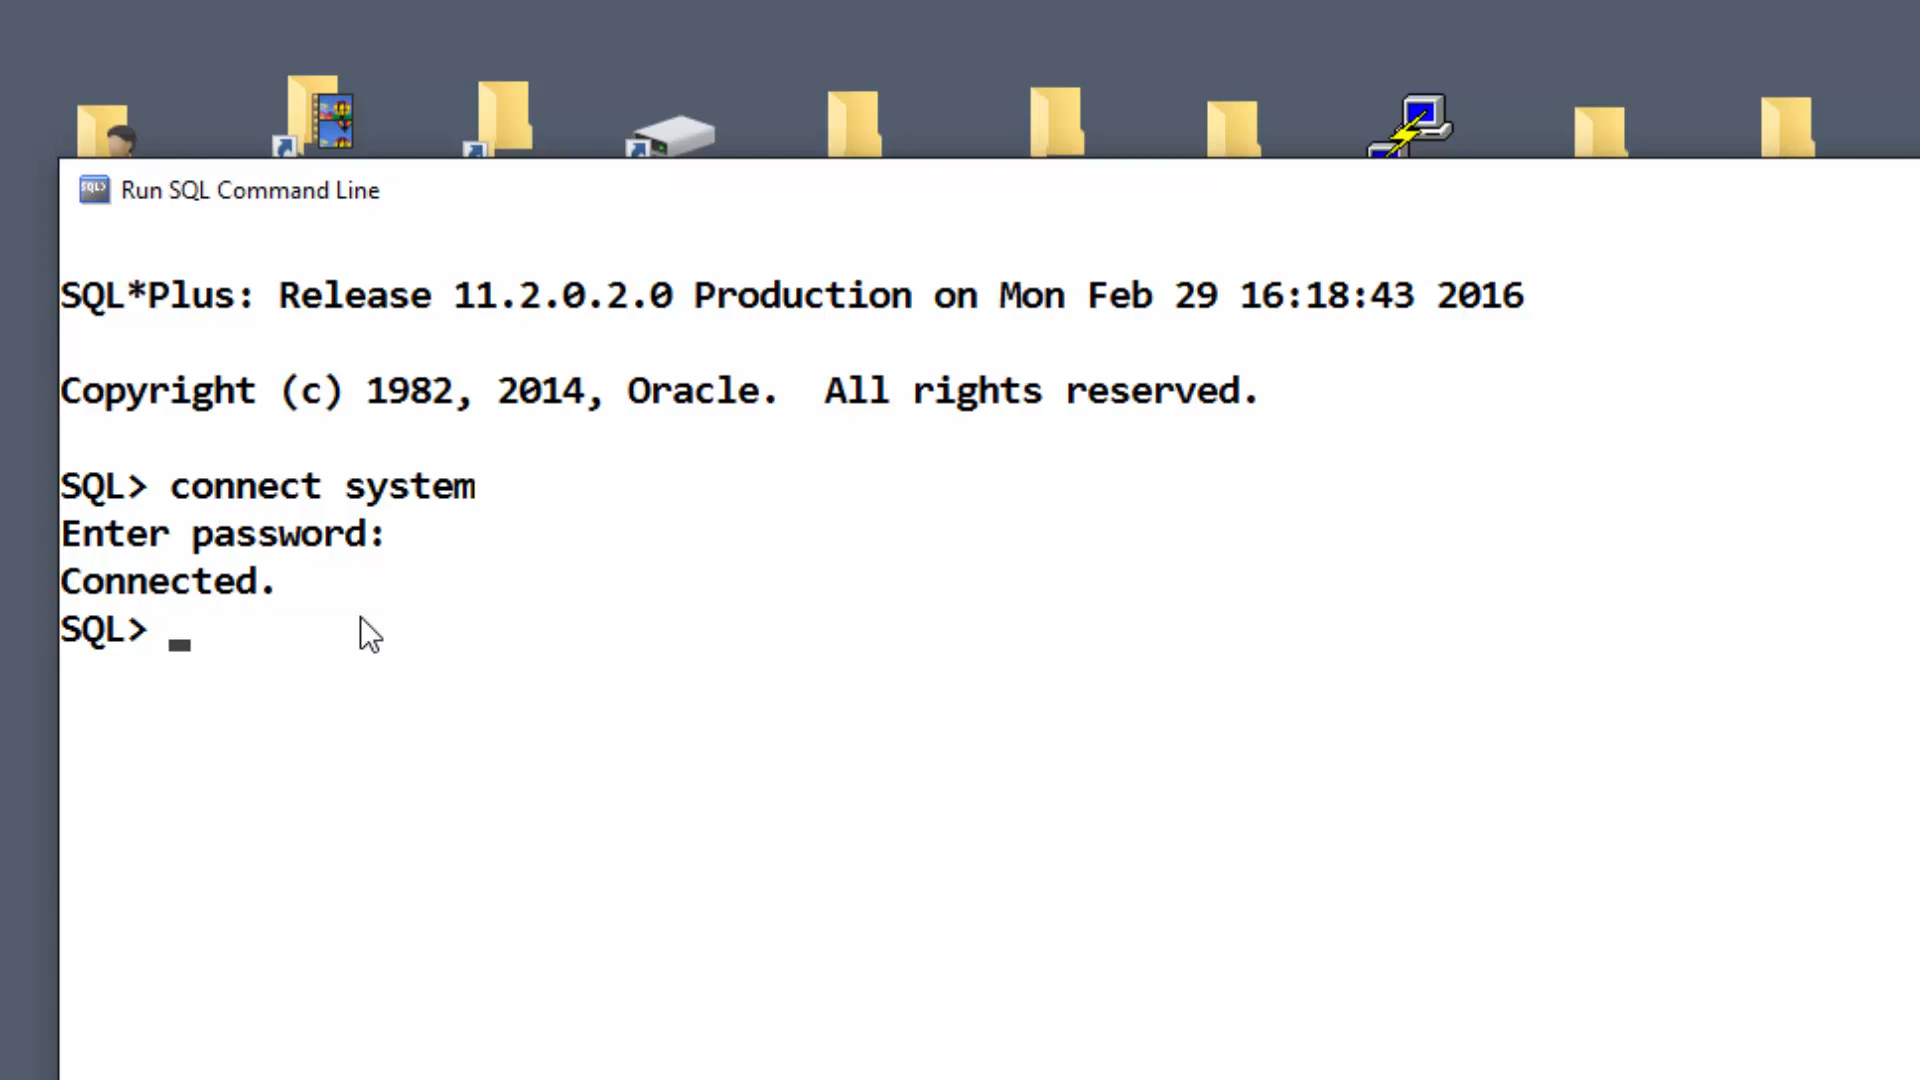 SQL>
Run SQL Command Line
SQL*Plus: Release 11.2.0.2.0 Production on Mon Feb 29 16:18:43 2016
Copyright (c) 1982, 2014, Oracle.  All rights reserved.
SQL> connect system
Enter password:
Connected.
SQL>